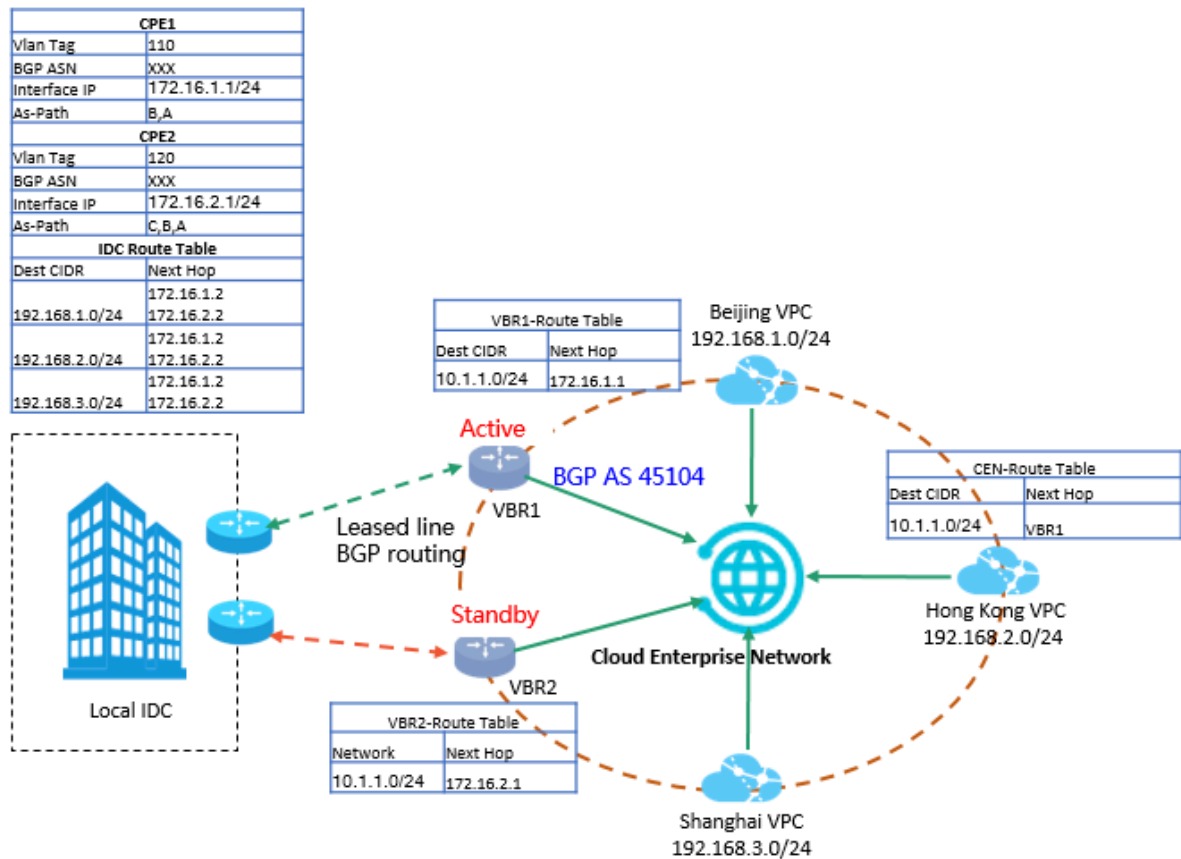 CPE1
Vlan Tag 110
BGP ASN XXX
Interface IP 172.16.1.1/24
As-Path B,A
CPE2
Vlan Tag 120
BGP ASN XXX
Interface IP 172.16.2.1/24
As-Path C,B,A
IDC Route Table
Dest CIDR Next Hop
172.16.1.2
192.168.1.0/24 172.16.2.2
172.16.1.2
192.168.2.0/24 172.16.2.2
172.16.1.2
192.168.3.0/24 172.16.2.2
VBR1-Route Table
Dest CIDR Next Hop
10.1.1.0/24 172.16.1.1
Beijing VPC
192.168.1.0/24
Active
BGP AS 45104
VBR1
Leased line
BGP routing
CEN-Route Table
Dest CIDR Next Hop
10.1.1.0/24 VBR1
Hong Kong VPC
192.168.2.0/24
Standby
Cloud Enterprise Network
VBR2
Local IDC
VBR2-Route Table
Network Next Hop
10.1.1.0/24 172.16.2.1
Shanghai VPC
192.168.3.0/24